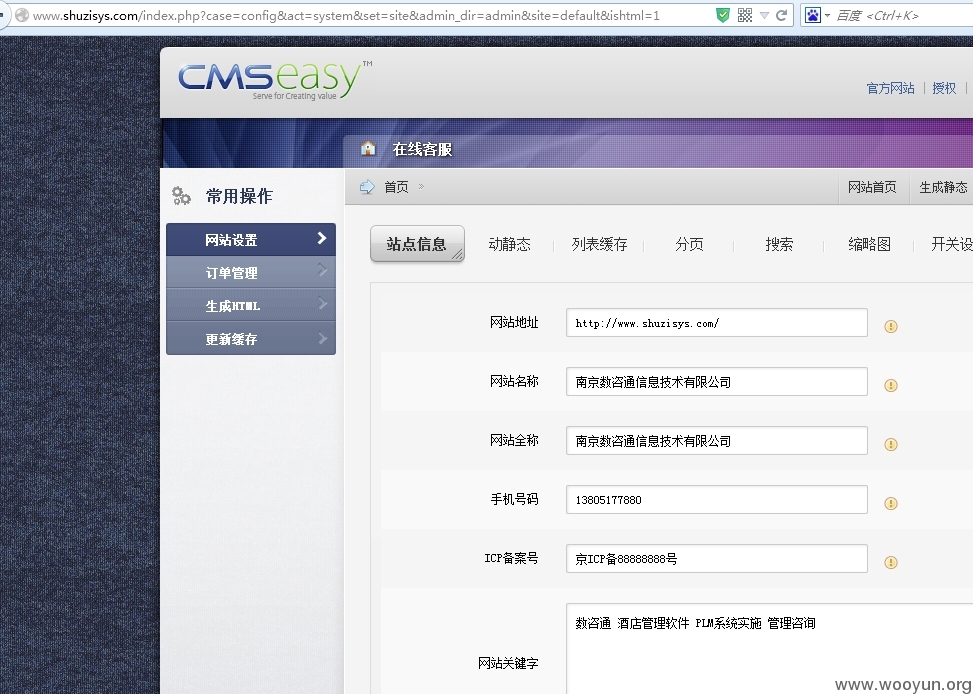 www.shuzisys.com/index.php?case=config&act=system&set=site&admin_dir=admin&site=default&ishtml=1
百度 <Ctrl+K>
CMSeasy™
Serve for Creating value
官方网站 | 授权 |
在线客服
常用操作
首页
网站首页
生成静态
网站设置
订单管理
生成HTML
更新缓存
站点信息
动态静态
列表缓存
分页
搜索
缩略图
开关设
网站地址
http://www.shuzisys.com/
网站名称
南京数咨通信息技术有限公司
网站全称
南京数咨通信息技术有限公司
手机号码
13805177880
ICP备案号
京ICP备88888888号
网站关键字
数咨通 酒店管理软件 PLM系统实施 管理咨询
www.wooyun.org